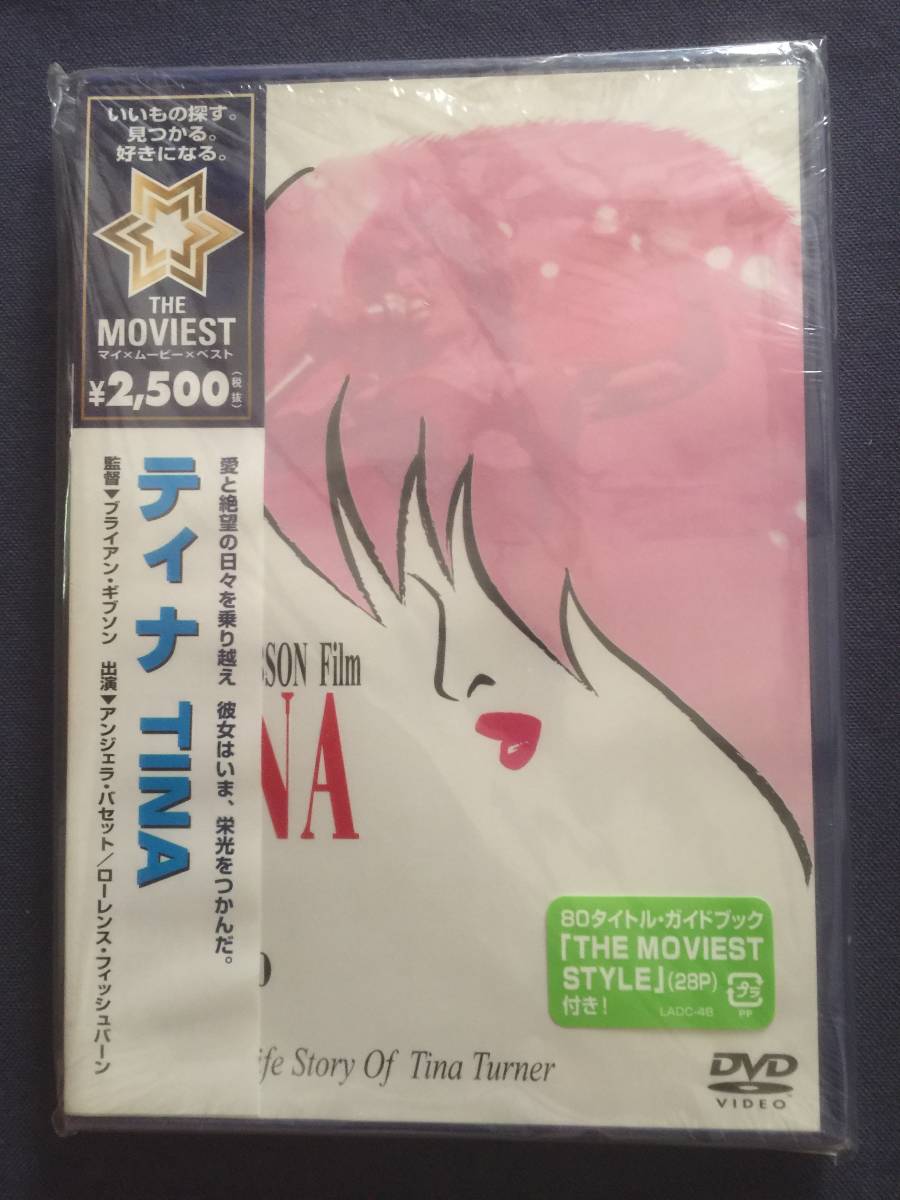 いいもの探す。
見つかる。
好きになる。
THE
MOVIEST
マイ×ムービー×ベスト
¥2,500(税抜)
愛と絶望の日々を乗り越え 彼女はいま、栄光をつかんだ。
ティナ TINA
監督▼ブライアン・ギブソン 出演▼アンジェラ・バセット/ローレンス・フィッシュバーン
SON Film
NA
ife Story Of Tina Turner
80タイトル・ガイドブック
「THE MOVIEST
STYLE」(28P)
付き!
プラ
PP
LADC-48
DVD
VIDEO